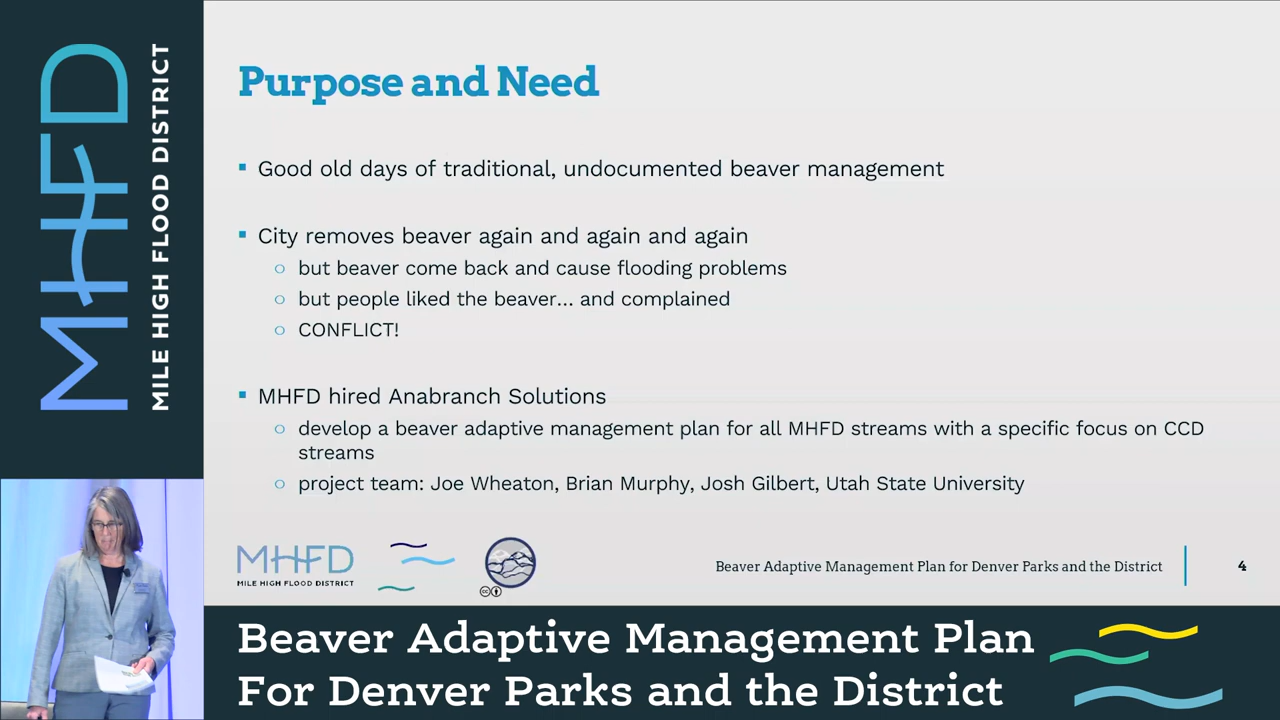 MHFD
MILE HIGH FLOOD DISTRICT
Purpose and Need
Good old days of traditional, undocumented beaver management
City removes beaver again and again and again
but beaver come back and cause flooding problems
but people liked the beaver... and complained
CONFLICT!
MHFD hired Anabranch Solutions
develop a beaver adaptive management plan for all MHFD streams with a specific focus on CCD
streams
project team: Joe Wheaton, Brian Murphy, Josh Gilbert, Utah State University
MHFD
MILE HIGH FLOOD DISTRICT
Beaver Adaptive Management Plan for Denver Parks and the District
4
Beaver Adaptive Management Plan
For Denver Parks and the District